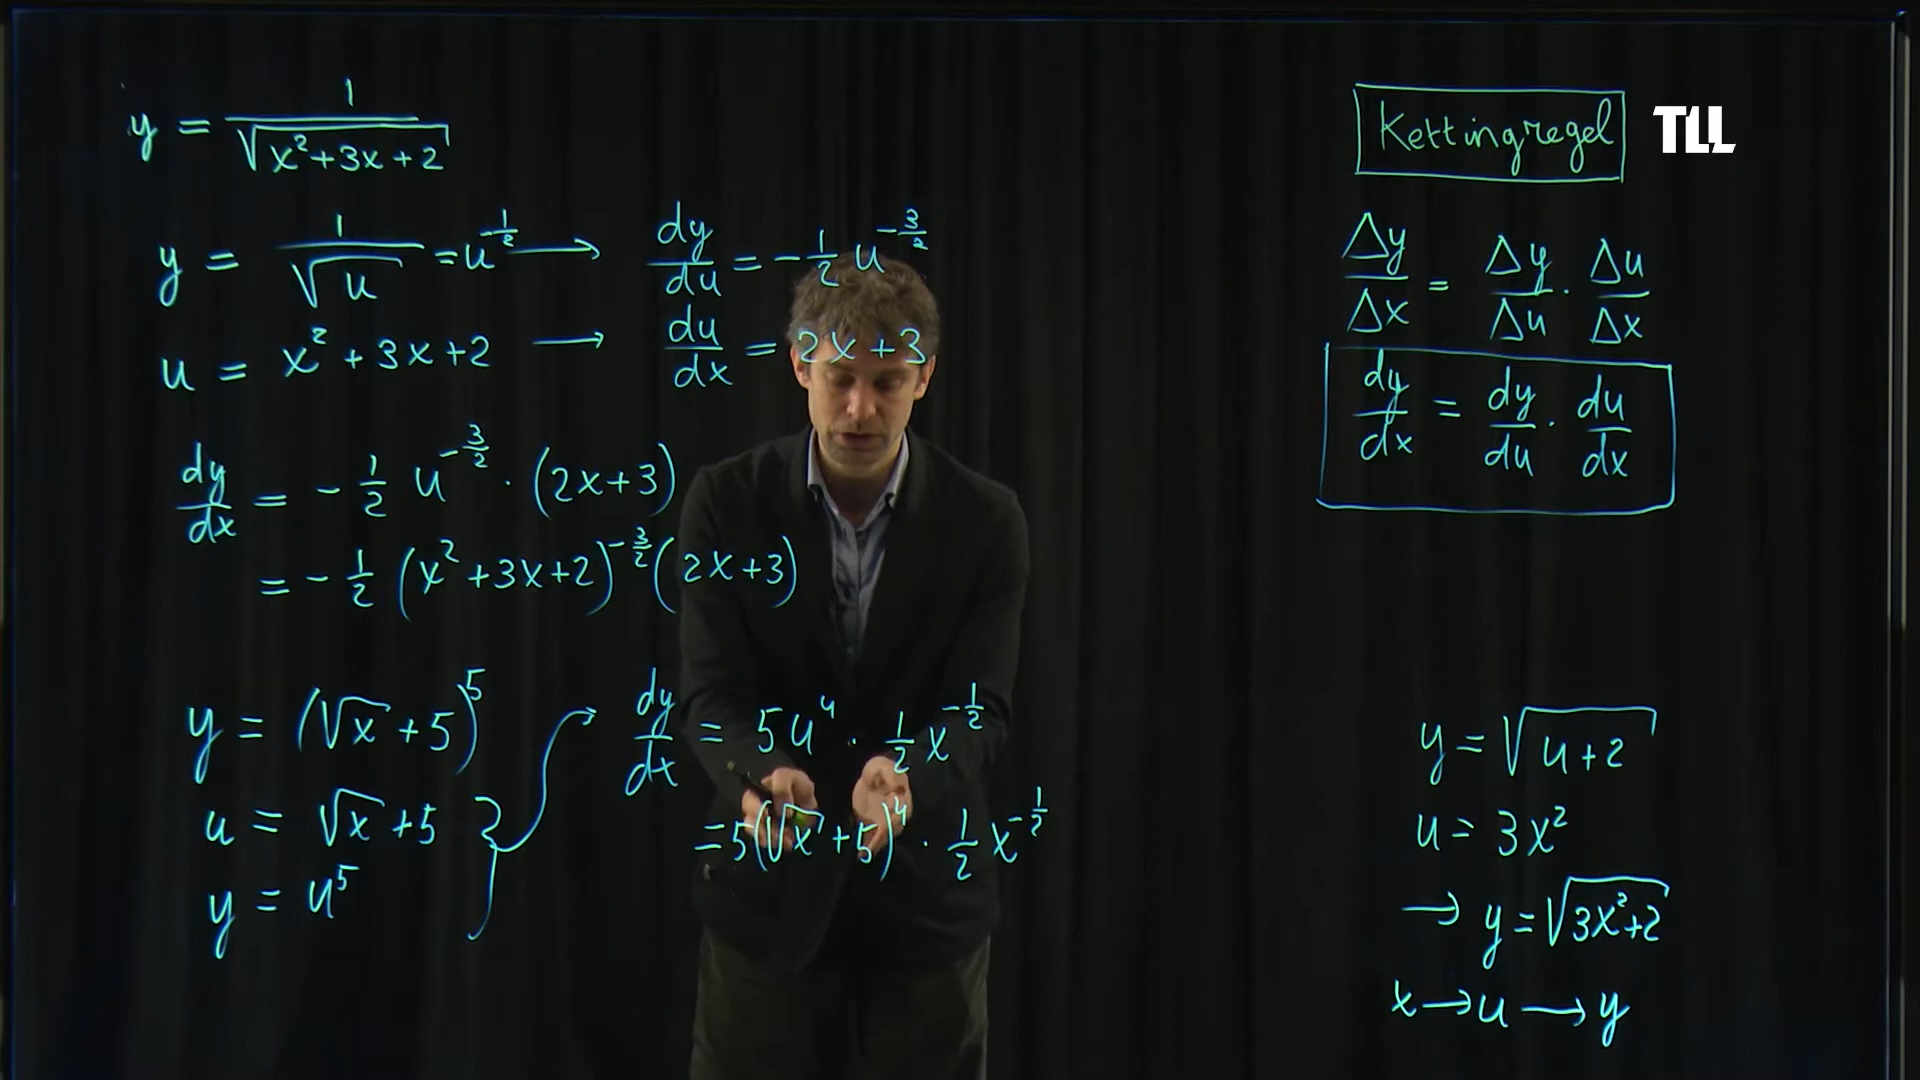 y = 1/√(x²+3x+2)
y = 1/√u = u^(-1/2) → dy/du = -1/2 u^(-3/2)
u = x² + 3x + 2 → du/dx = 2x + 3
dy/dx = -1/2 u^(-3/2) · (2x+3)
= -1/2 (x²+3x+2)^(-3/2) (2x+3)
y = (√x + 5)^5
u = √x + 5
y = u^5
dy/dx = 5u^4 · 1/2 x^(-1/2)
= 5(√x + 5)^4 · 1/2 x^(-1/2)
Kettingregel
TLL
Δy/Δx = Δy/Δu · Δu/Δx
dy/dx = dy/du · du/dx
y = √(u+2)
u = 3x²
→ y = √(3x²+2)
x → u → y